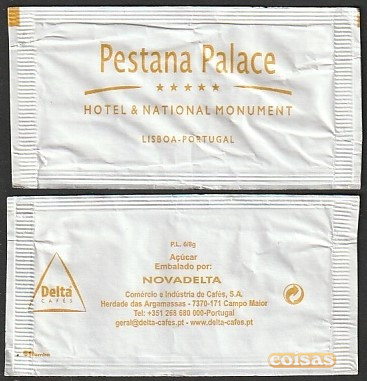 Pestana Palace
HOTEL & NATIONAL MONUMENT
LISBOA-PORTUGAL
P.L. 6/8g
Açúcar
Embalado por:
NOVADELTA
Comércio e Indústria de Cafés, S.A.
Herdade das Argamassas - 7370-171 Campo Maior
Tel: +351 268 680 000-Portugal
geral@delta-cafes.pt - www.delta-cafes.pt
Delta
CAFÉS
coisas